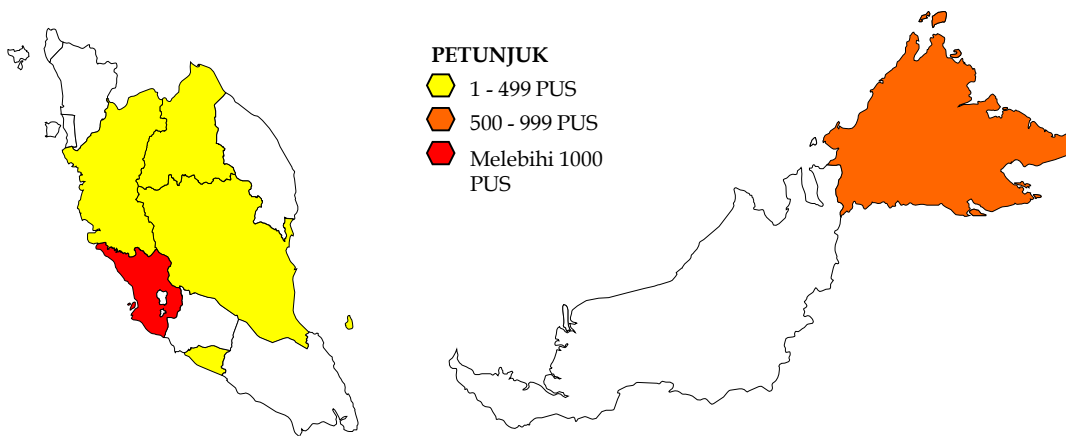 PETUNJUK
1 - 499 PUS
500 - 999 PUS
Melebihi 1000
PUS